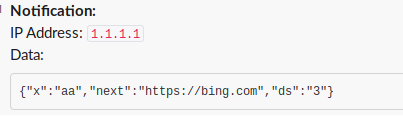 Notification:
IP Address: 1.1.1.1
Data:
{"x":"aa","next":"https://bing.com","ds":"3"}